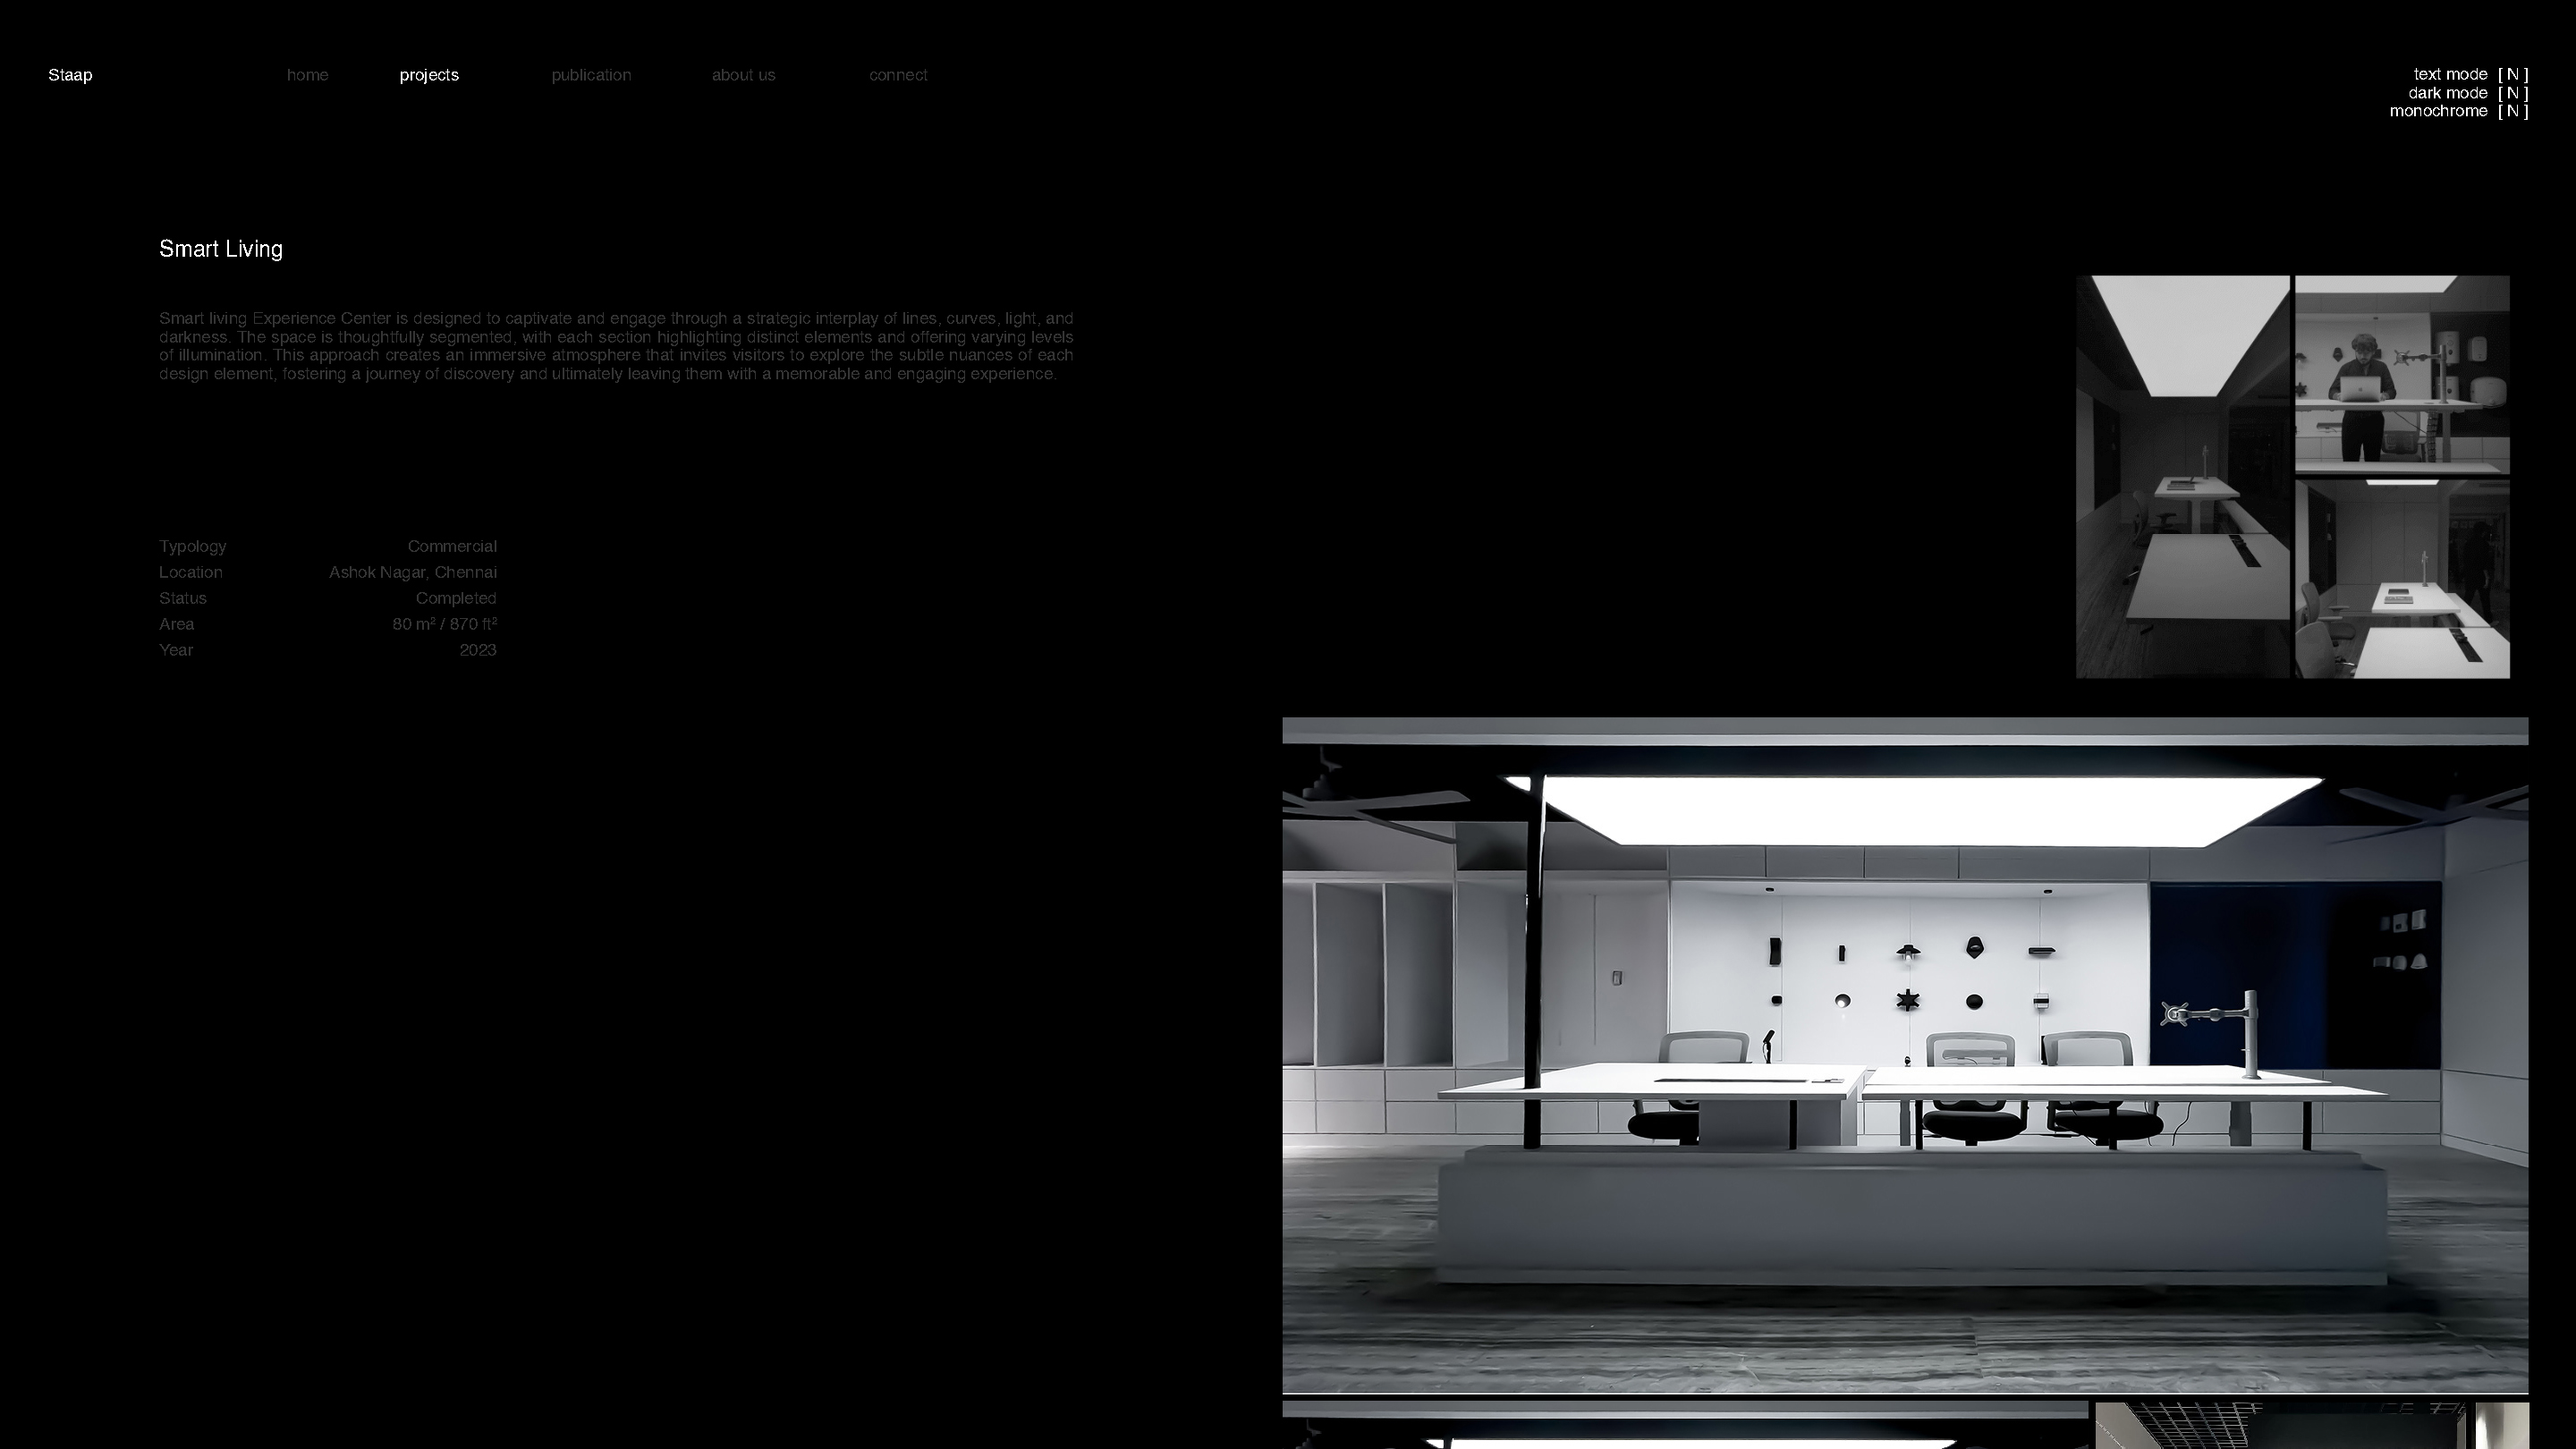 Staap home projects publication about us connect
text mode [ N ]
dark mode [ N ]
monochrome [ N ]
Smart Living
Smart living Experience Center is designed to captivate and engage through a strategic interplay of lines, curves, light, and
darkness. The space is thoughtfully segmented, with each section highlighting distinct elements and offering varying levels
of illumination. This approach creates an immersive atmosphere that invites visitors to explore the subtle nuances of each
design element, fostering a journey of discovery and ultimately leaving them with a memorable and engaging experience.
Typology Commercial
Location Ashok Nagar, Chennai
Status Completed
Area 80 m² / 870 ft²
Year 2023